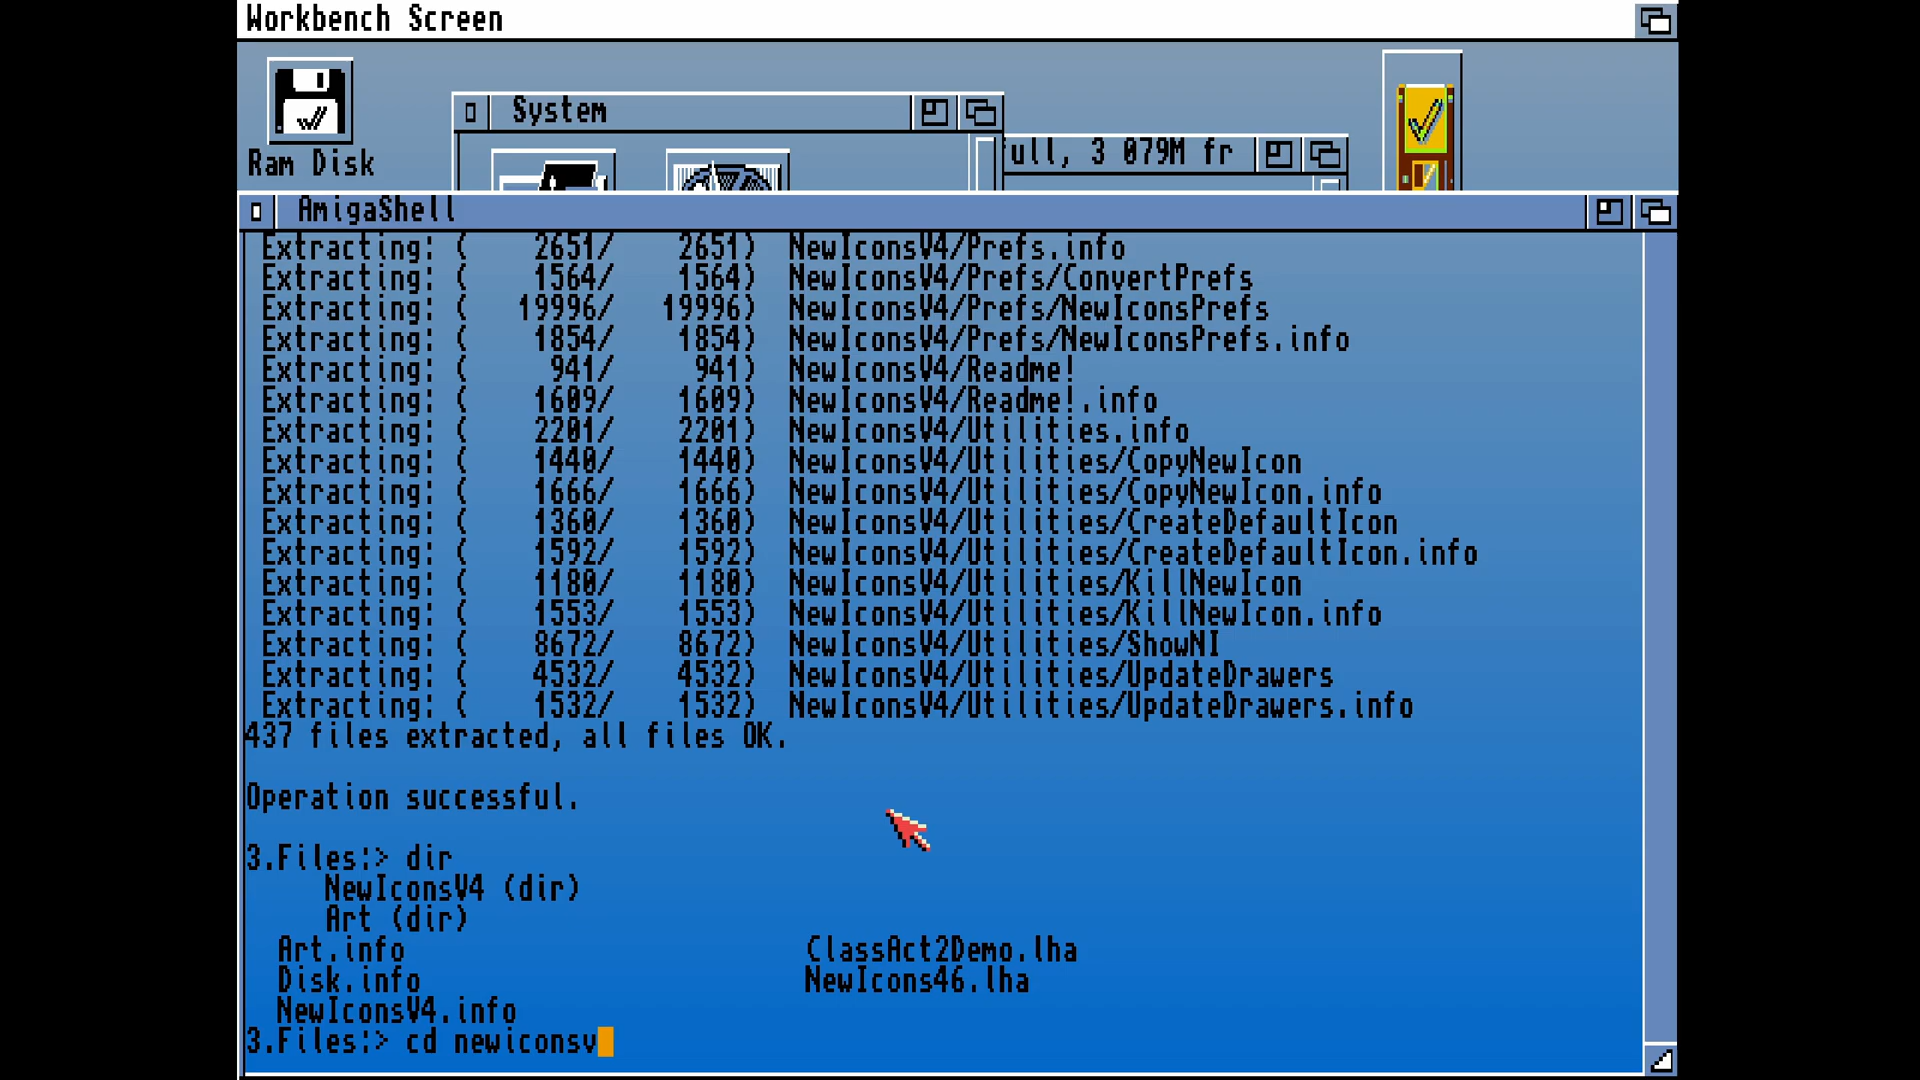 Workbench Screen
Ram Disk
System
ull, 3 079M fr
AmigaShell
Extracting: ( 2651/ 2651) NewIconsV4/Prefs.info
Extracting: ( 1564/ 1564) NewIconsV4/Prefs/ConvertPrefs
Extracting: ( 19996/ 19996) NewIconsV4/Prefs/NewIconsPrefs
Extracting: ( 1854/ 1854) NewIconsV4/Prefs/NewIconsPrefs.info
Extracting: ( 941/ 941) NewIconsV4/Readme!
Extracting: ( 1609/ 1609) NewIconsV4/Readme!.info
Extracting: ( 2201/ 2201) NewIconsV4/Utilities.info
Extracting: ( 1440/ 1440) NewIconsV4/Utilities/CopyNewIcon
Extracting: ( 1666/ 1666) NewIconsV4/Utilities/CopyNewIcon.info
Extracting: ( 1360/ 1360) NewIconsV4/Utilities/CreateDefaultIcon
Extracting: ( 1592/ 1592) NewIconsV4/Utilities/CreateDefaultIcon.info
Extracting: ( 1180/ 1180) NewIconsV4/Utilities/KillNewIcon
Extracting: ( 1553/ 1553) NewIconsV4/Utilities/KillNewIcon.info
Extracting: ( 8672/ 8672) NewIconsV4/Utilities/ShowNI
Extracting: ( 4532/ 4532) NewIconsV4/Utilities/UpdateDrawers
Extracting: ( 1532/ 1532) NewIconsV4/Utilities/UpdateDrawers.info
437 files extracted, all files OK.
Operation successful.
3.Files:> dir
NewIconsV4 (dir)
Art (dir)
Art.info ClassAct2Demo.lha
Disk.info NewIcons46.lha
NewIconsV4.info
3.Files:> cd newiconsv